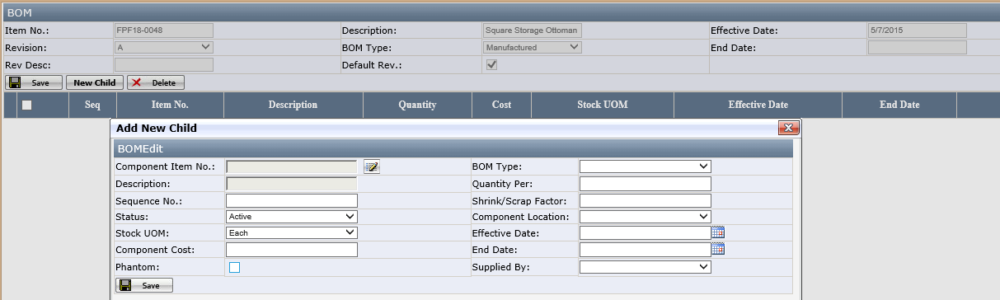 BOM
Item No.: FPF18-0048 Description: Square Storage Ottoman Effective Date: 5/7/2015
Revision: A BOM Type: Manufactured End Date:
Rev Desc: Default Rev.:
Save New Child Delete
Seq Item No. Description Quantity Cost Stock UOM Effective Date End Date
Add New Child
BOMEdit
Component Item No.: BOM Type:
Description: Quantity Per:
Sequence No.: Shrink/Scrap Factor:
Status: Active Component Location:
Stock UOM: Each Effective Date:
Component Cost: End Date:
Phantom: Supplied By:
Save